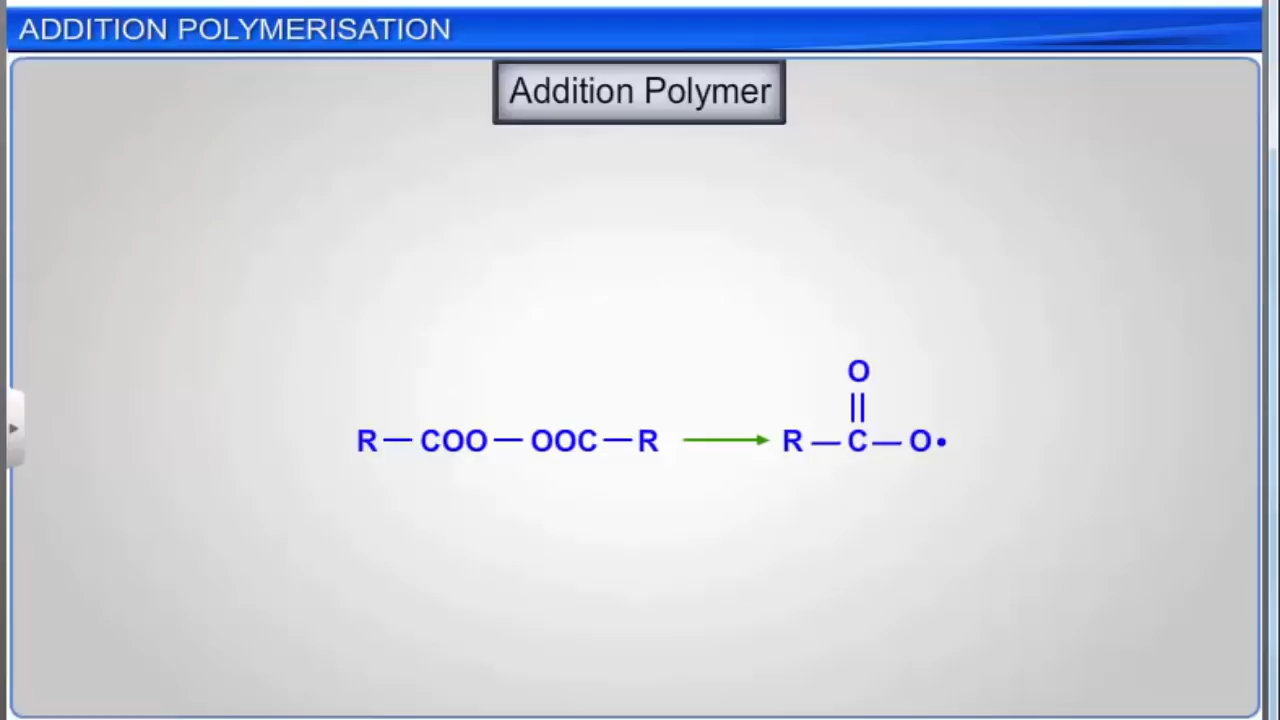 ADDITION POLYMERISATION
Addition Polymer
O
||
R — COO — OOC — R ⟶ R — C — O•